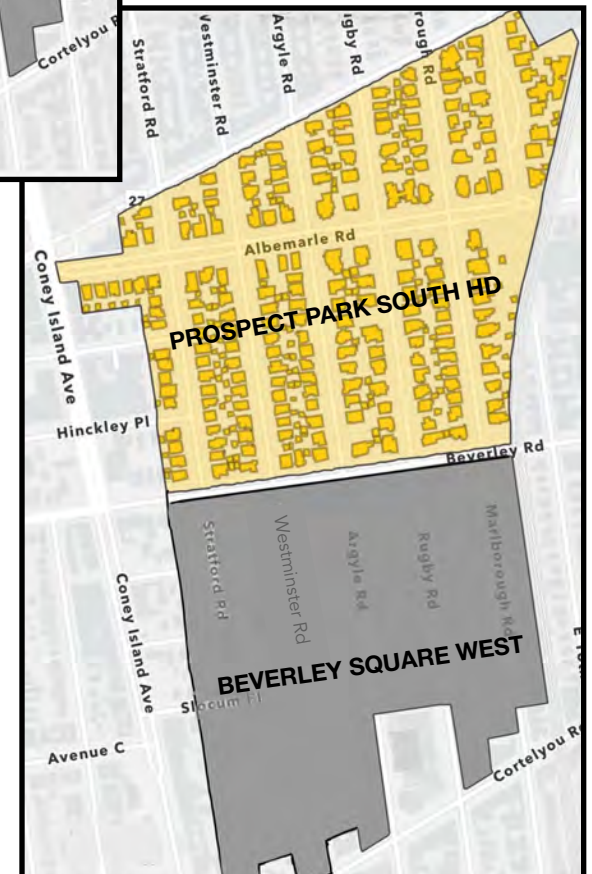 Cortelyou R
Stratford Rd
Westminster Rd
Argyle Rd
igby Rd
rough Rd
27
Albemarle Rd
PROSPECT PARK SOUTH HD
Coney Island Ave
Hinckley Pl
Beverley Rd
Stratford Rd
Westminster Rd
Argyle Rd
Rugby Rd
Marlborough Rd
Coney Island Ave
BEVERLEY SQUARE WEST
Slocum Pl
Avenue C
Cortelyou Rd